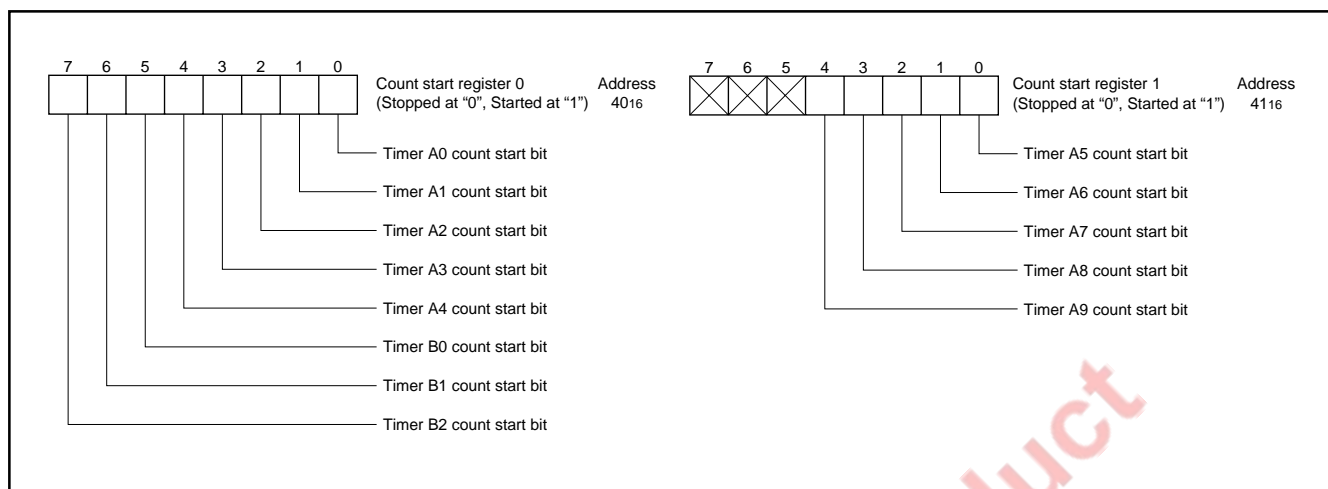 7 6 5 4 3 2 1 0
Count start register 0
(Stopped at “0”, Started at “1”)
Address
4016
Timer A0 count start bit
Timer A1 count start bit
Timer A2 count start bit
Timer A3 count start bit
Timer A4 count start bit
Timer B0 count start bit
Timer B1 count start bit
Timer B2 count start bit
7 6 5 4 3 2 1 0
Count start register 1
(Stopped at “0”, Started at “1”)
Address
4116
Timer A5 count start bit
Timer A6 count start bit
Timer A7 count start bit
Timer A8 count start bit
Timer A9 count start bit
duct